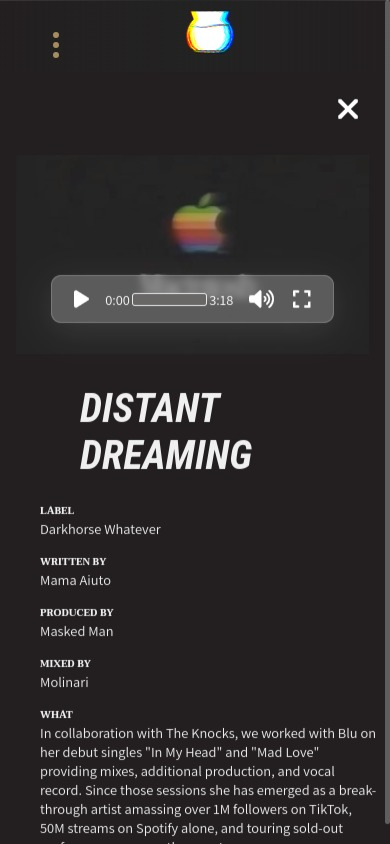 0:00 3:18
DISTANT
DREAMING
LABEL
Darkhorse Whatever
WRITTEN BY
Mama Aiuto
PRODUCED BY
Masked Man
MIXED BY
Molinari
WHAT
In collaboration with The Knocks, we worked with Blu on
her debut singles "In My Head" and "Mad Love"
providing mixes, additional production, and vocal
record. Since those sessions she has emerged as a break-
through artist amassing over 1M followers on TikTok,
50M streams on Spotify alone, and touring sold-out